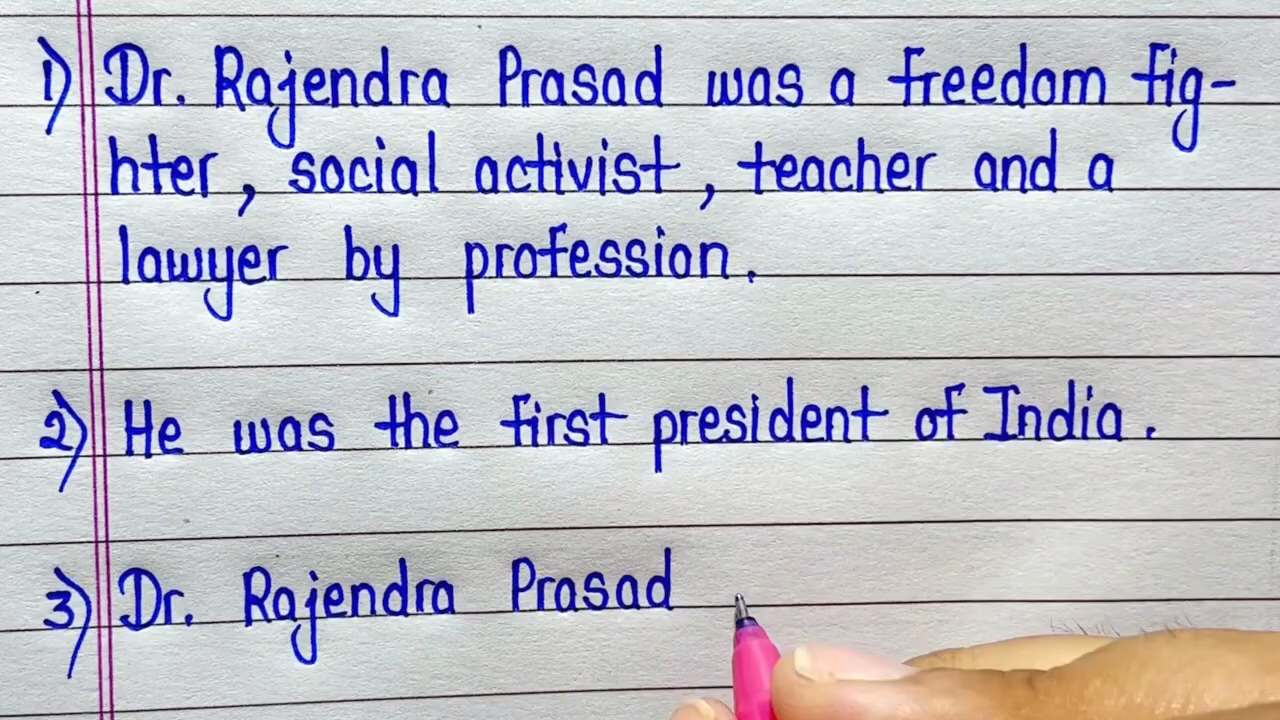 1) Dr. Rajendra Prasad was a freedom fig-
hter, social activist, teacher and a
lawyer by profession.
2) He was the first president of India.
3) Dr. Rajendra Prasad